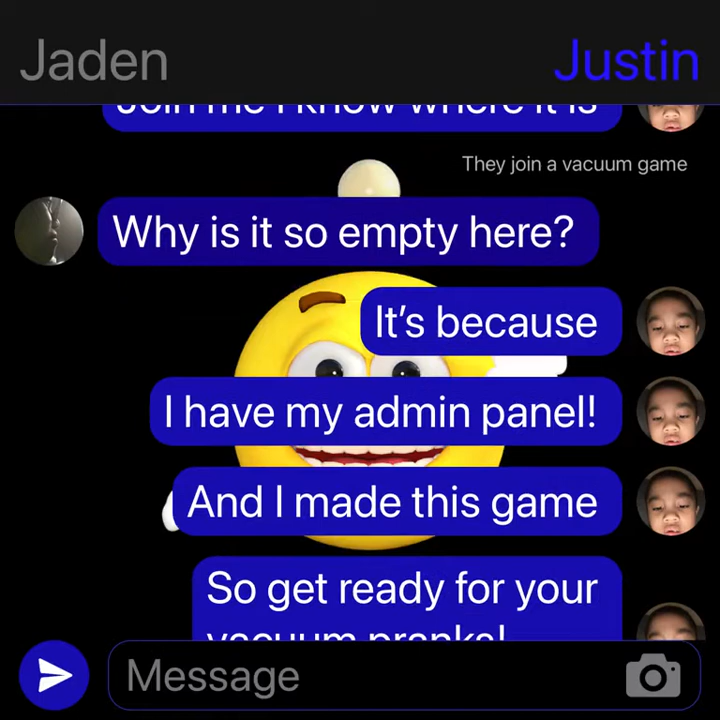 Jaden
Justin
Join me I know where it is
They join a vacuum game
Why is it so empty here?
It’s because
I have my admin panel!
And I made this game
So get ready for your
vacuum pranks!
Message